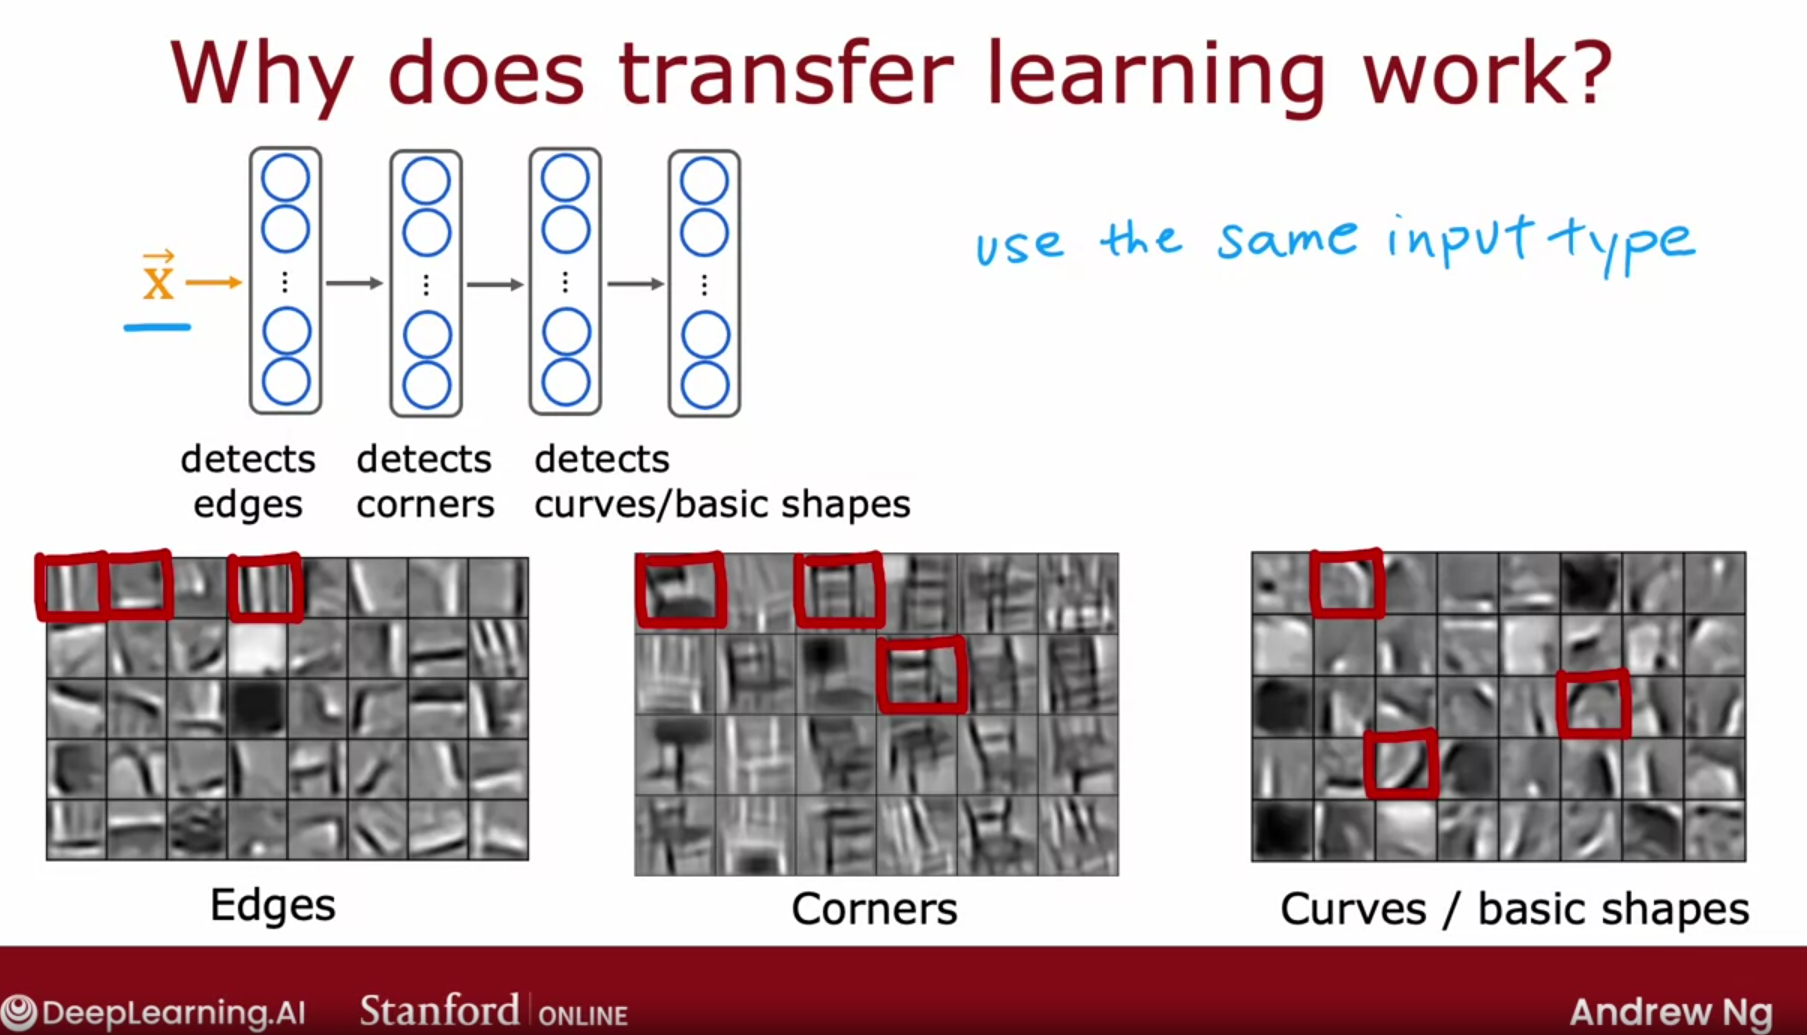 Why does transfer learning work?
use the same input type
x
detects edges
detects corners
detects curves/basic shapes
Edges
Corners
Curves / basic shapes
DeepLearning.AI
Stanford | ONLINE
Andrew Ng